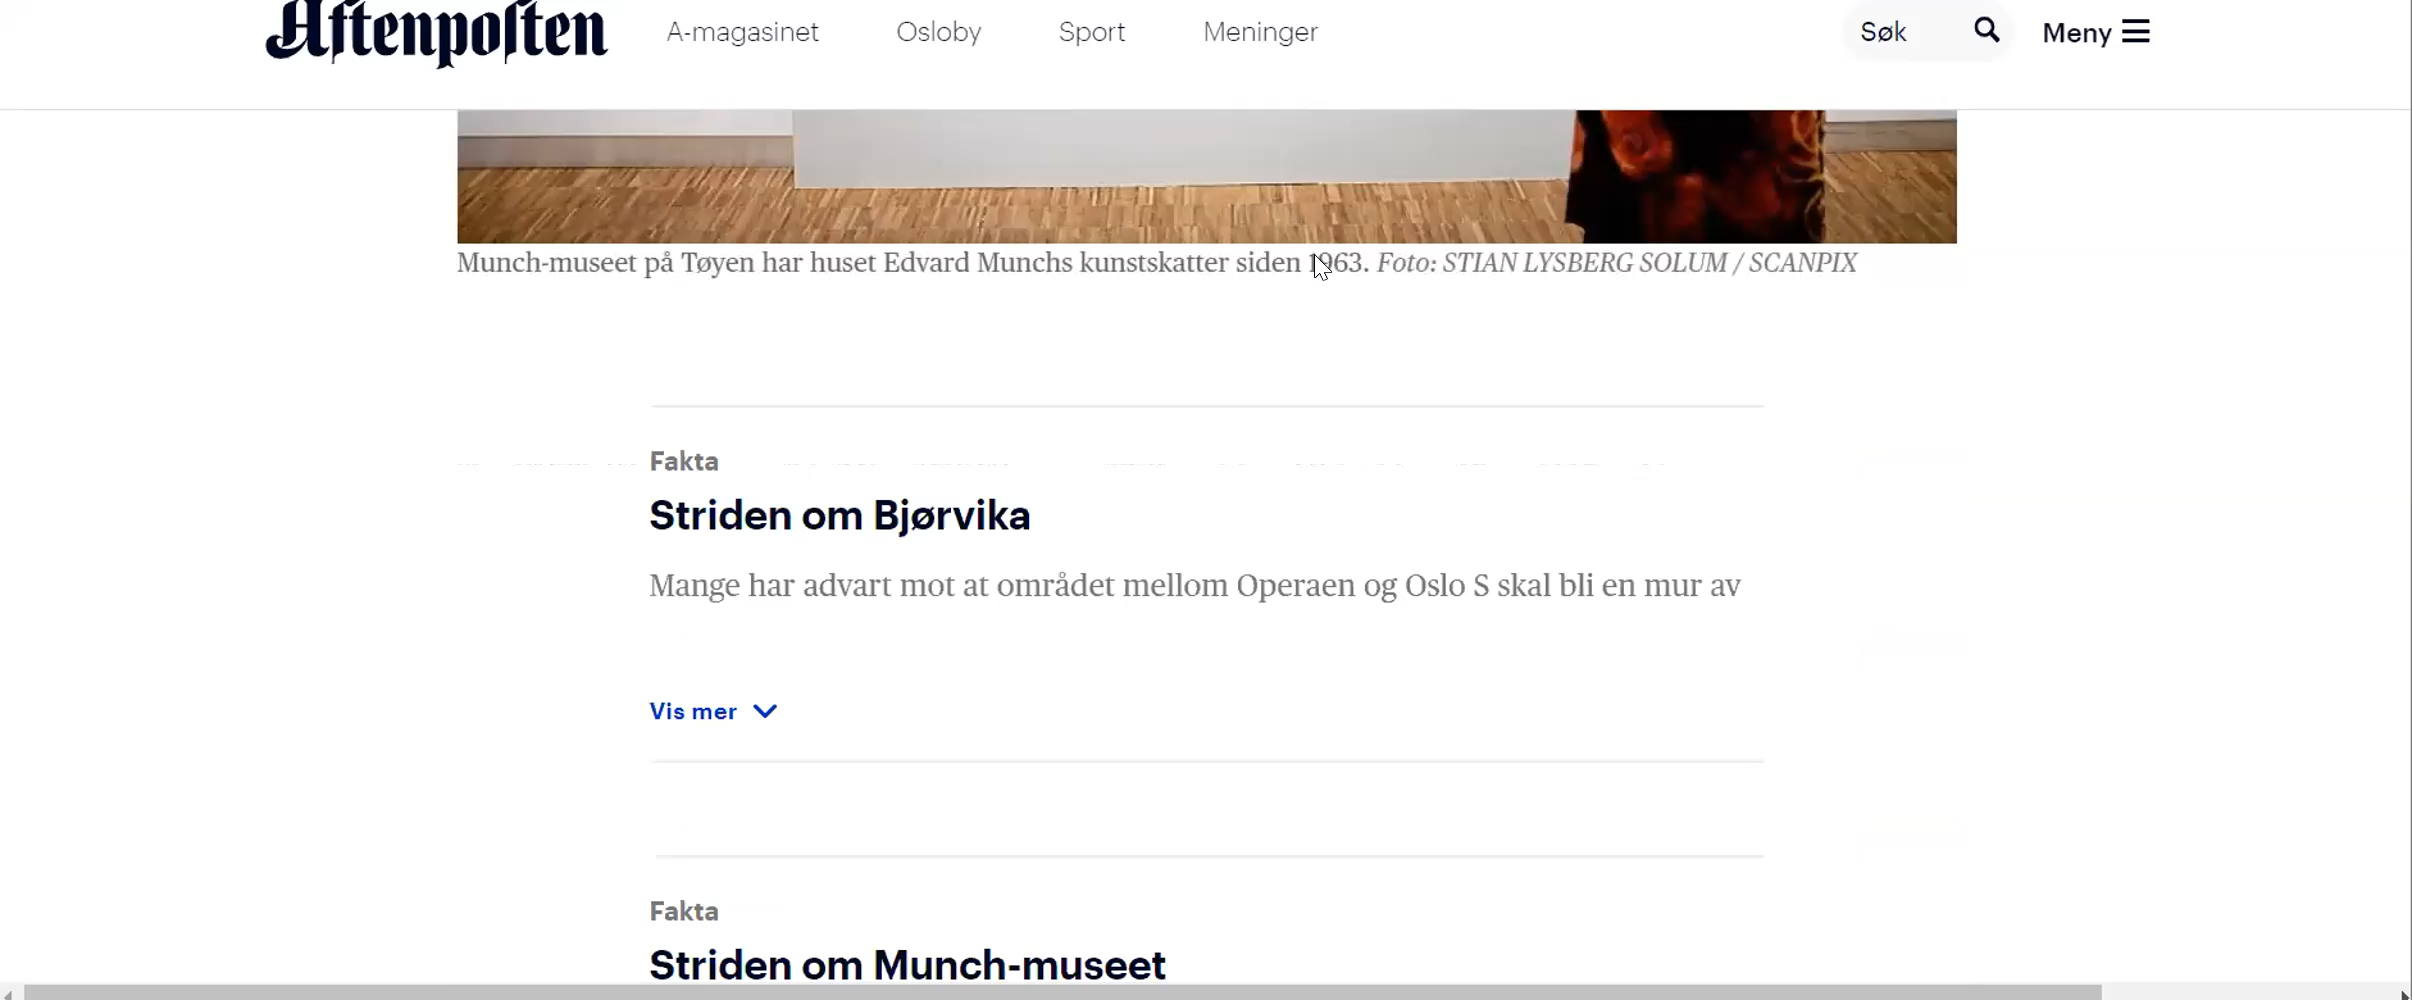 Aftenposten
A-magasinet
Osloby
Sport
Meninger
Søk
Meny
Munch-museet på Tøyen har huset Edvard Munchs kunstskatter siden 1963. Foto: STIAN LYSBERG SOLUM / SCANPIX
Fakta
Striden om Bjørvika
Mange har advart mot at området mellom Operaen og Oslo S skal bli en mur av
Vis mer
Fakta
Striden om Munch-museet